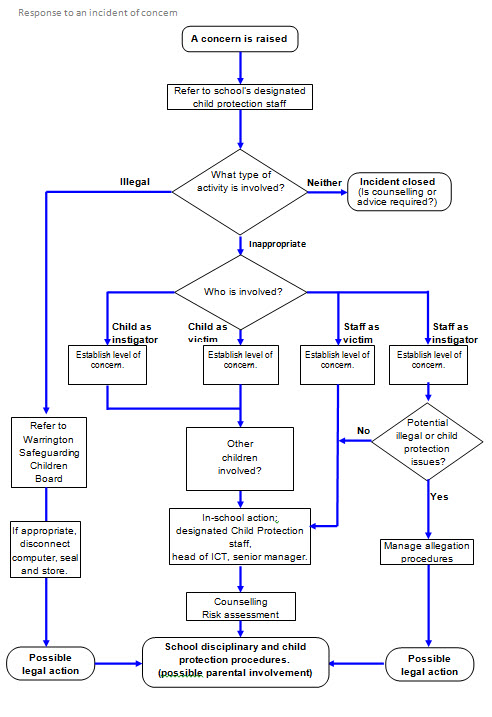 Response to an incident of concern
A concern is raised
Refer to school's designated
child protection staff
What type of
activity is involved?
Illegal
Neither
Incident closed
(Is counselling or
advice required?)
Inappropriate
Who is involved?
Child as
instigator
Child as
victim
Staff as
victim
Staff as
instigator
Establish level of
concern.
Establish level of
concern.
Establish level of
concern.
Establish level of
concern.
Refer to
Warrington
Safeguarding
Children
Board
Other
children
involved?
No
Potential
illegal or child
protection
issues?
Yes
If appropriate,
disconnect
computer, seal
and store.
In-school action;
designated Child Protection
staff,
head of ICT, senior manager.
Manage allegation
procedures
Counselling
Risk assessment
Possible
legal action
School disciplinary and child
protection procedures.
(possible parental involvement)
Possible
legal action